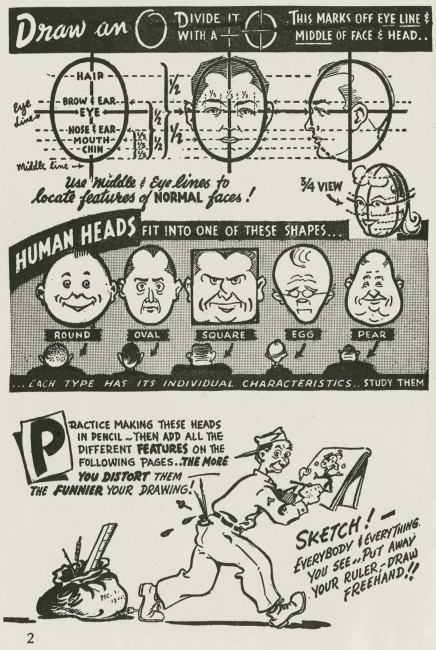 Draw an
DIVIDE IT
WITH A
THIS MARKS OFF EYE LINE &
MIDDLE OF FACE & HEAD..
HAIR
BROW & EAR
EYE
NOSE & EAR
MOUTH
CHIN
Eye
Line
Middle line
1/2
1/2
1/2
1/2
1/3
1/3
1/3
1/3 1/3 1/3
Use Middle & Eye lines to
locate features of NORMAL faces!
3/4 VIEW
HUMAN HEADS FIT INTO ONE OF THESE SHAPES...
ROUND
OVAL
SQUARE
EGG
PEAR
...EACH TYPE HAS ITS INDIVIDUAL CHARACTERISTICS.. STUDY THEM
PRACTICE MAKING THESE HEADS
IN PENCIL..THEN ADD ALL THE
DIFFERENT FEATURES ON THE
FOLLOWING PAGES..THE MORE
YOU DISTORT THEM
THE FUNNIER YOUR DRAWING!
SKETCH! —
EVERYBODY & EVERYTHING
YOU SEE... PUT AWAY
YOUR RULER - DRAW
FREEHAND!!
2